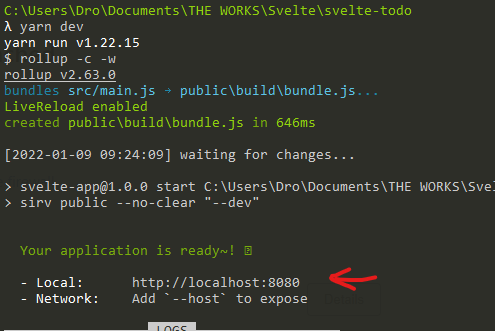 C:\Users\Dro\Documents\THE WORKS\Svelte\svelte-todo
λ yarn dev
yarn run v1.22.15
$ rollup -c -w
rollup v2.63.0
bundles src/main.js → public\build\bundle.js...
LiveReload enabled
created public\build\bundle.js in 646ms
[2022-01-09 09:24:09] waiting for changes...
> svelte-app@1.0.0 start C:\Users\Dro\Documents\THE WORKS\Svel
> sirv public --no-clear "--dev"
Your application is ready~!
- Local: http://localhost:8080
- Network: Add `--host` to expose
LOGS